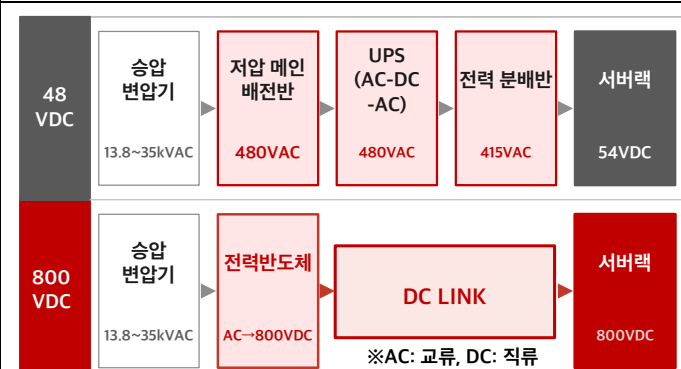 48
VDC
승압
변압기
13.8~35kVAC
저압 메인
배전반
480VAC
UPS
(AC-DC
-AC)
480VAC
전력 분배반
415VAC
서버랙
54VDC
800
VDC
승압
변압기
13.8~35kVAC
전력반도체
AC→800VDC
DC LINK
서버랙
800VDC
※AC: 교류, DC: 직류